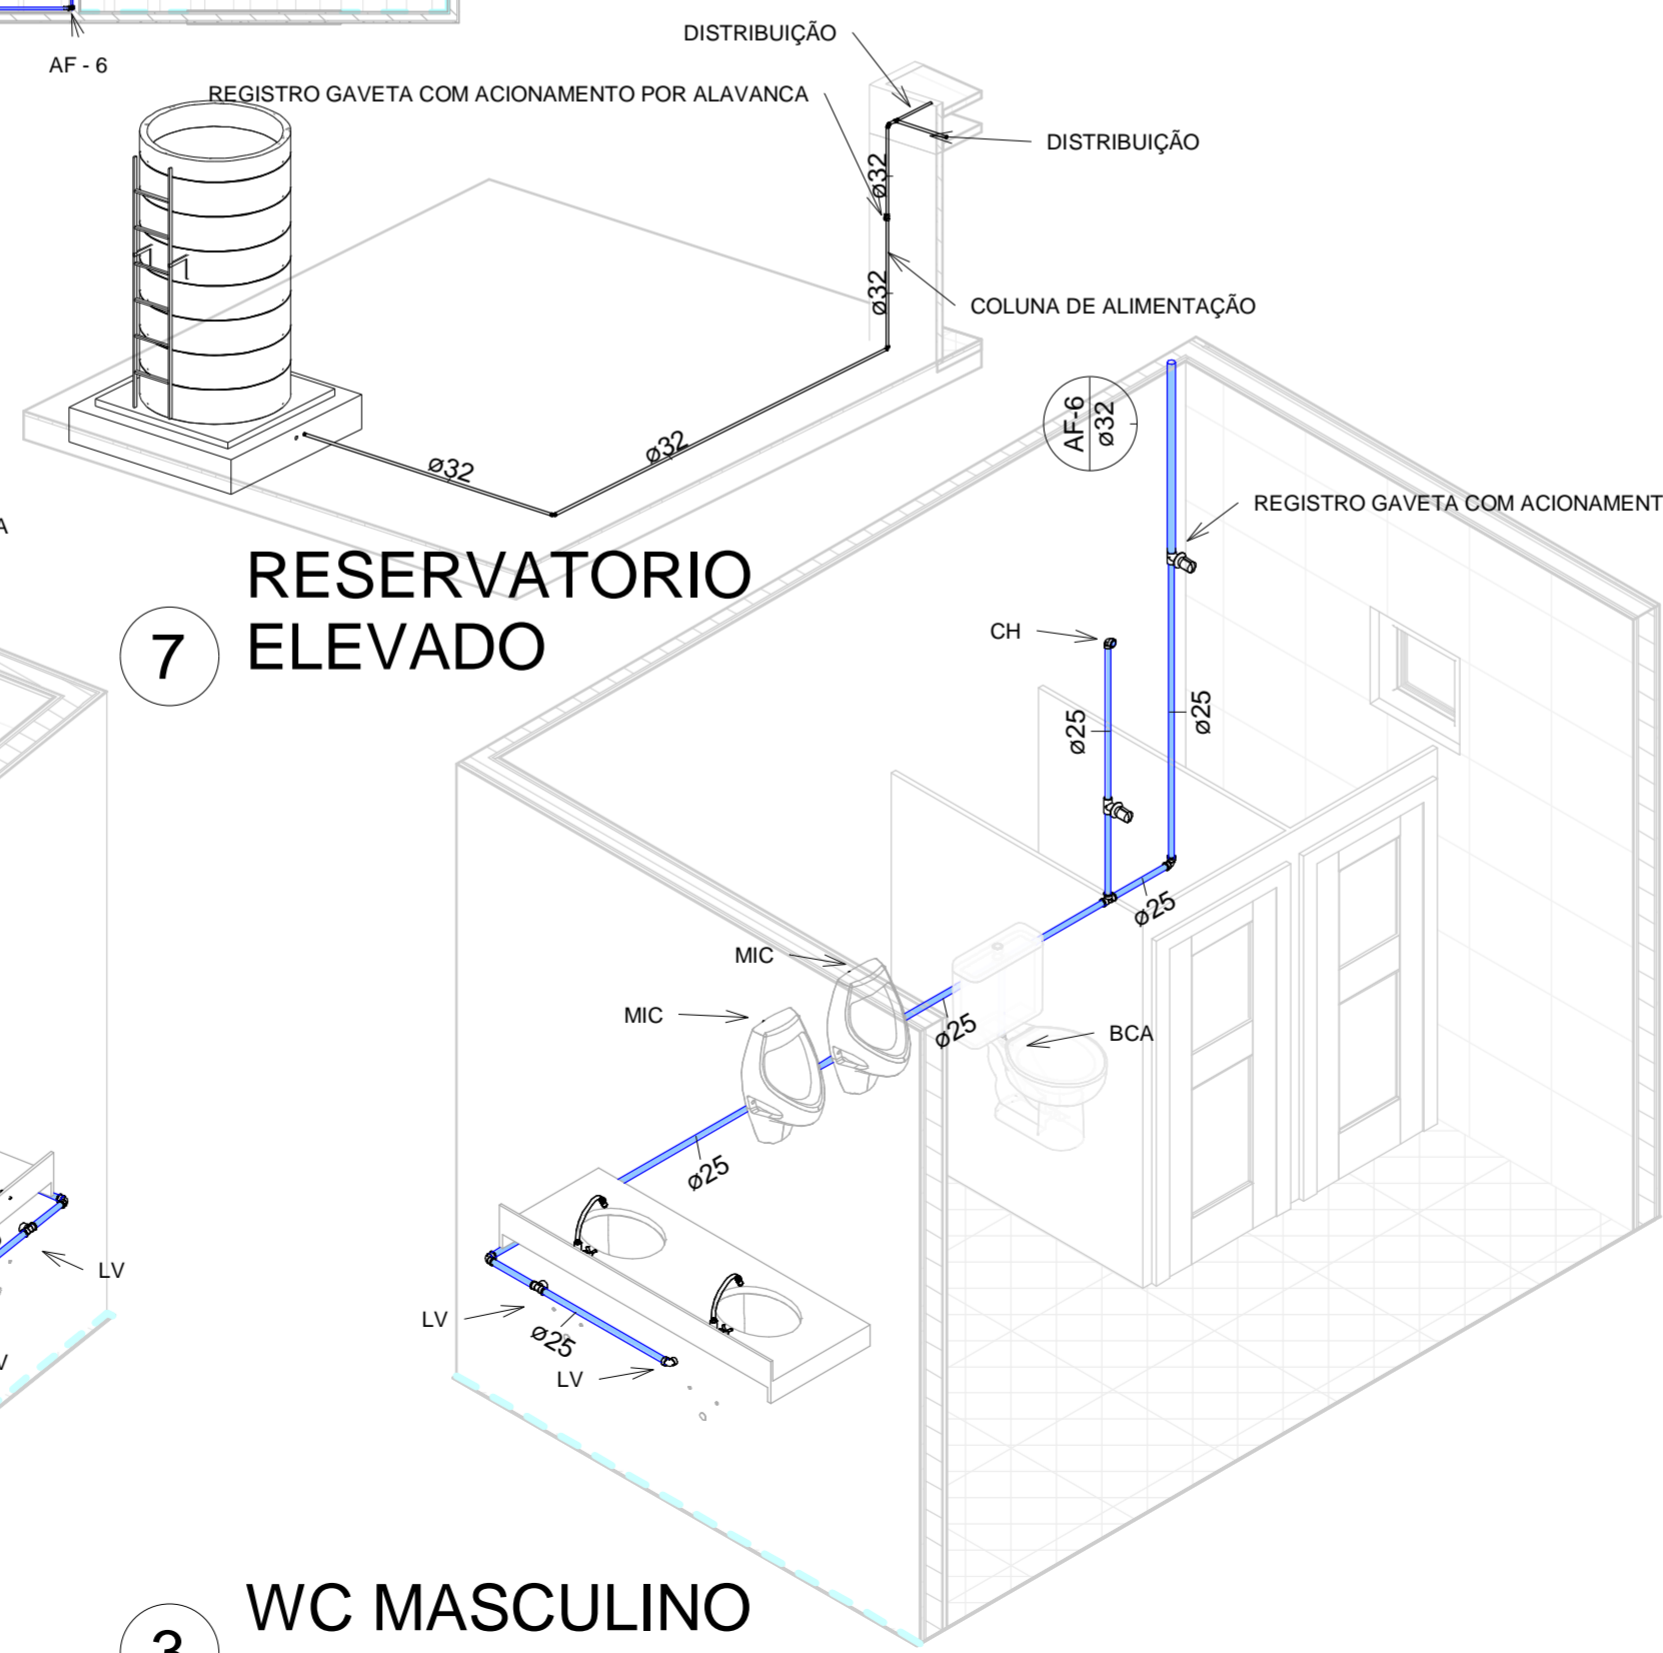 AF - 6
DISTRIBUIÇÃO
REGISTRO GAVETA COM ACIONAMENTO POR ALAVANCA
DISTRIBUIÇÃO
ø32
ø32
COLUNA DE ALIMENTAÇÃO
ø32
ø32
7
RESERVATORIO
ELEVADO
A
AF-6
ø32
REGISTRO GAVETA COM ACIONAMENT
CH
ø25
ø25
ø25
MIC
MIC
ø25
BCA
ø25
LV
LV
ø25
LV
V
3
WC MASCULINO